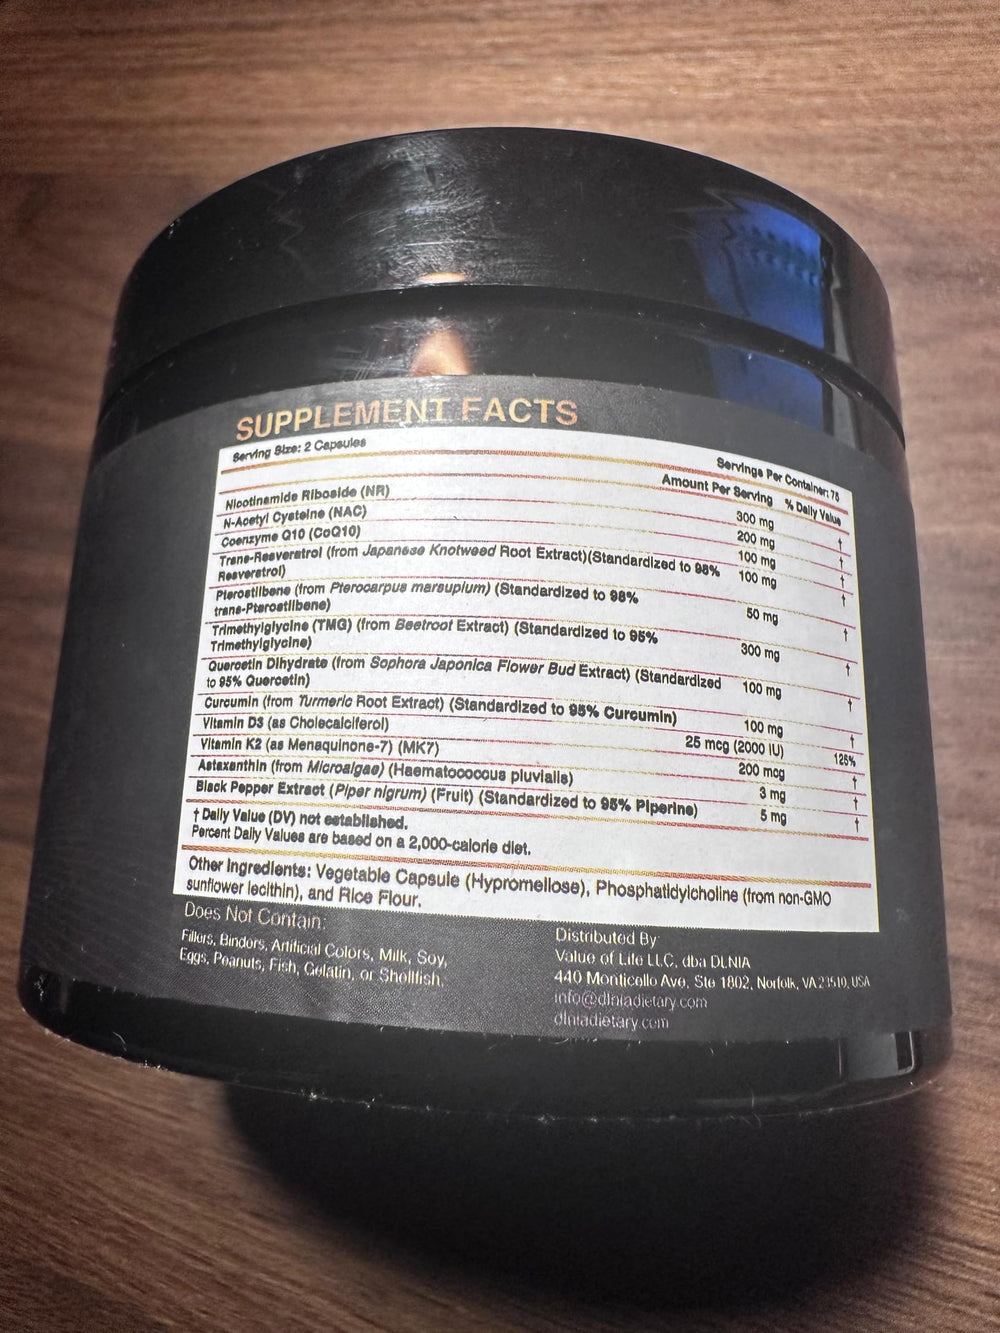 SUPPLEMENT FACTS
Serving Size: 2 Capsules
Servings Per Container: 75
Amount Per Serving % Daily Value
Nicotinamide Riboside (NR) 300 mg †
N-Acetyl Cysteine (NAC) 200 mg †
Coenzyme Q10 (CoQ10) 100 mg †
Trans-Resveratrol (from Japanese Knotweed Root Extract)(Standardized to 98% 100 mg †
Resveratrol)
Pterostilbene (from Pterocarpus marsupium) (Standardized to 98%
trans-Pterostilbene) 50 mg †
Trimethylglycine (TMG) (from Beetroot Extract) (Standardized to 95%
Trimethylglycine) 300 mg †
Quercetin Dihydrate (from Sophora Japonica Flower Bud Extract) (Standardized
to 95% Quercetin) 100 mg †
Curcumin (from Turmeric Root Extract) (Standardized to 95% Curcumin) 100 mg †
Vitamin D3 (as Cholecalciferol) 25 mcg (2000 IU) 125%
Vitamin K2 (as Menaquinone-7) (MK7) 200 mcg †
Astaxanthin (from Microalgae) (Haematococcus pluvialis) 3 mg †
Black Pepper Extract (Piper nigrum) (Fruit) (Standardized to 95% Piperine) 5 mg †
† Daily Value (DV) not established.
Percent Daily Values are based on a 2,000-calorie diet.
Other Ingredients: Vegetable Capsule (Hypromellose), Phosphatidylcholine (from non-GMO
sunflower lecithin), and Rice Flour.
Does Not Contain:
Fillers, Binders, Artificial Colors, Milk, Soy,
Eggs, Peanuts, Fish, Gelatin, or Shellfish.
Distributed By:
Value of Life LLC, dba DLNIA
440 Monticello Ave, Ste 1802, Norfolk, VA 23510, USA
info@dlniadietary.com
dlniadietary.com